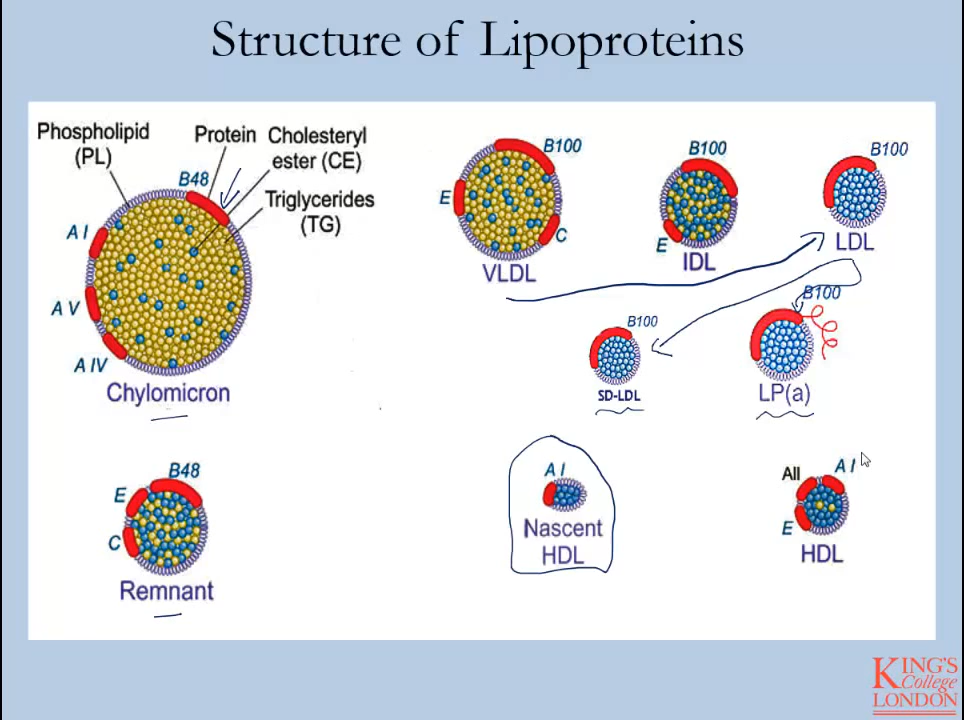 Structure of Lipoproteins
Phospholipid
(PL)
Protein
Cholesteryl
ester (CE)
Triglycerides
(TG)
B48
A I
A V
A IV
Chylomicron
B100
E
C
VLDL
B100
E
IDL
B100
LDL
B100
SD-LDL
B100
LP(a)
B48
E
C
Remnant
A I
Nascent
HDL
All
A I
E
HDL
KING'S
College
LONDON